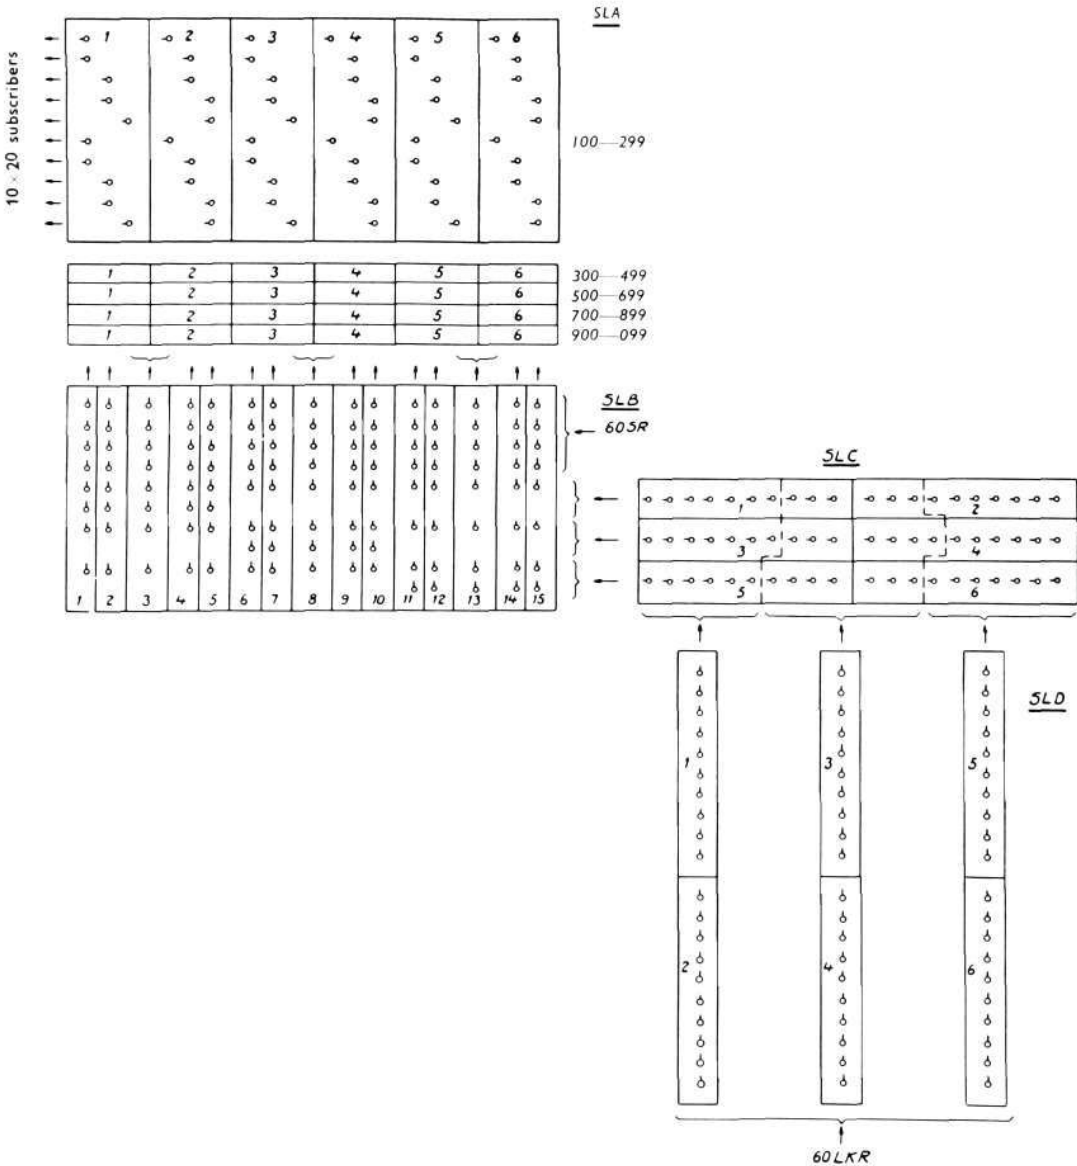 SLA
10 × 20 subscribers
1 2 3 4 5 6
100—299
1 2 3 4 5 6 300—499
1 2 3 4 5 6 500—699
1 2 3 4 5 6 700—899
1 2 3 4 5 6 900—099
SLB
60SR
1 2 3 4 5 6 7 8 9 10 11 12 13 14 15
SLC
1 2
3 4
5 6
SLD
1 3 5
2 4 6
60LKR